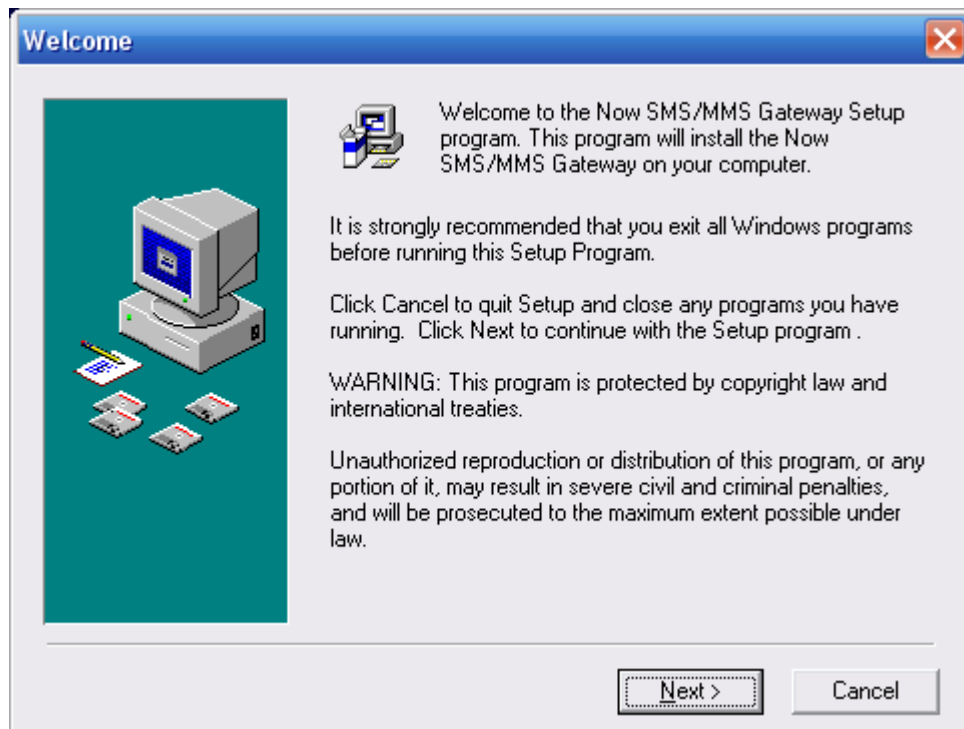 Welcome
Welcome to the Now SMS/MMS Gateway Setup
program. This program will install the Now
SMS/MMS Gateway on your computer.
It is strongly recommended that you exit all Windows programs
before running this Setup Program.
Click Cancel to quit Setup and close any programs you have
running.  Click Next to continue with the Setup program .
WARNING: This program is protected by copyright law and
international treaties.
Unauthorized reproduction or distribution of this program, or any
portion of it, may result in severe civil and criminal penalties,
and will be prosecuted to the maximum extent possible under
law.
Next >
Cancel